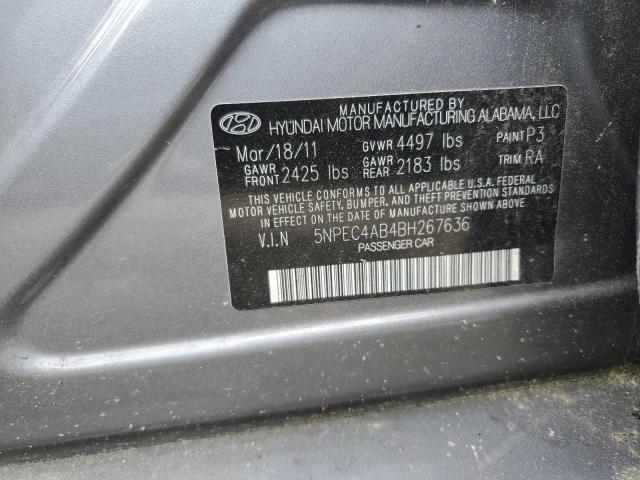 MANUFACTURED BY
HYUNDAI MOTOR MANUFACTURING ALABAMA, LLC
Mar/18/11 GVWR 4497 lbs PAINT P3
GAWR FRONT 2425 lbs GAWR REAR 2183 lbs TRIM RA
THIS VEHICLE CONFORMS TO ALL APPLICABLE U.S.A. FEDERAL
MOTOR VEHICLE SAFETY, BUMPER, AND THEFT PREVENTION
STANDARDS IN EFFECT ON THE DATE OF MANUFACTURE SHOWN ABOVE
V.I.N 5NPEC4AB4BH267636
PASSENGER CAR